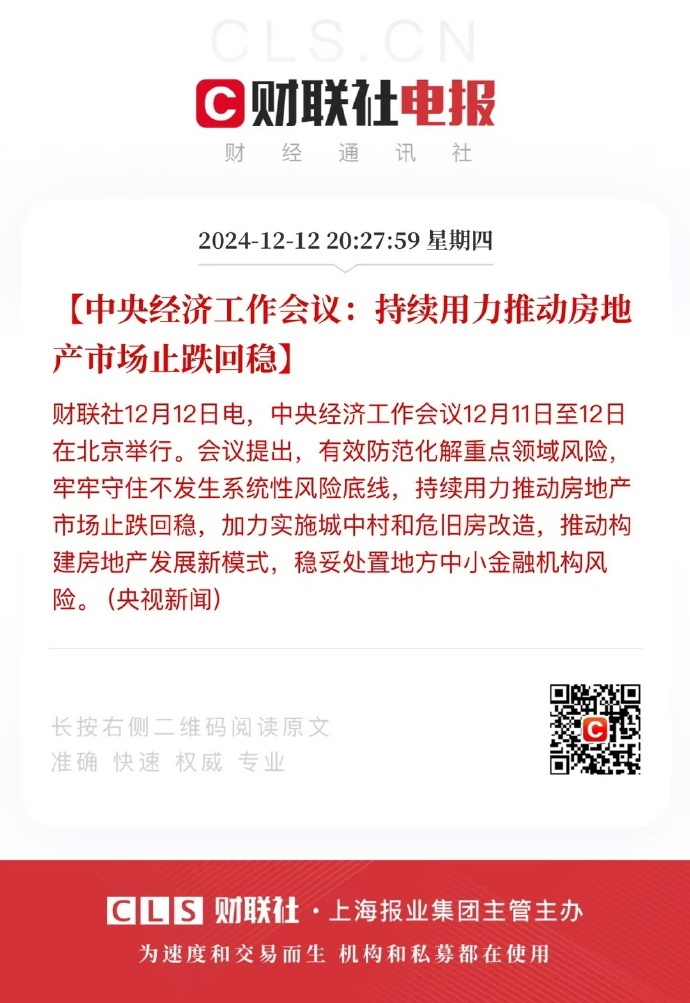 CLS.CN
C 财联社电报
财经通讯社
2024-12-12 20:27:59 星期四
【中央经济工作会议：持续用力推动房地
产市场止跌回稳】
财联社12月12日电，中央经济工作会议12月11日至12日
在北京举行。会议提出，有效防范化解重点领域风险，
牢牢守住不发生系统性风险底线，持续用力推动房地产
市场止跌回稳，加力实施城中村和危旧房改造，推动构
建房地产发展新模式，稳妥处置地方中小金融机构风
险。（央视新闻）
长按右侧二维码阅读原文
准确 快速 权威 专业
C
CLS 财联社·上海报业集团主管主办
为速度和交易而生 机构和私募都在使用